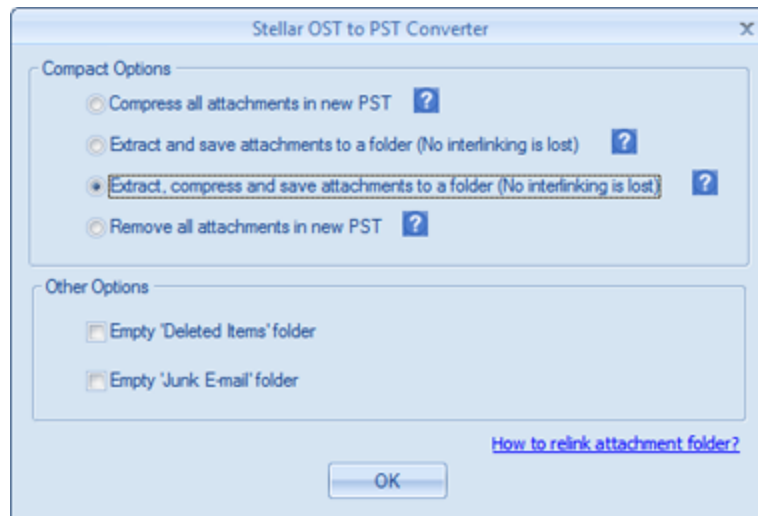 Stellar OST to PST Converter
x
Compact Options
Compress all attachments in new PST ?
Extract and save attachments to a folder (No interlinking is lost) ?
Extract, compress and save attachments to a folder (No interlinking is lost) ?
Remove all attachments in new PST ?
Other Options
Empty 'Deleted Items' folder
Empty 'Junk E-mail' folder
How to relink attachment folder?
OK